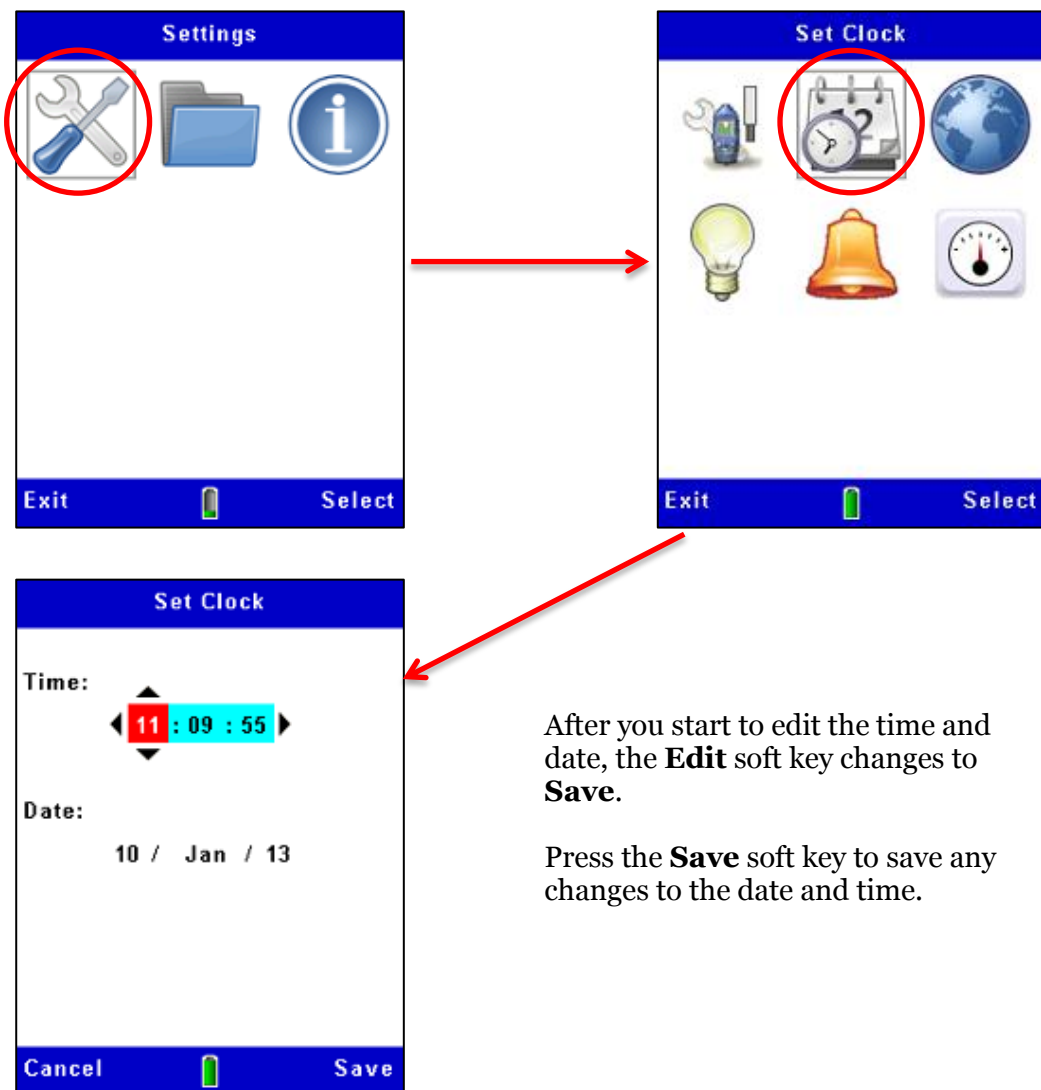 Settings
Exit
Select
Set Clock
12
Exit
Select
Set Clock
Time:
11 : 09 : 55
Date:
10 / Jan / 13
Cancel
Save
After you start to edit the time and
date, the Edit soft key changes to
Save.
Press the Save soft key to save any
changes to the date and time.